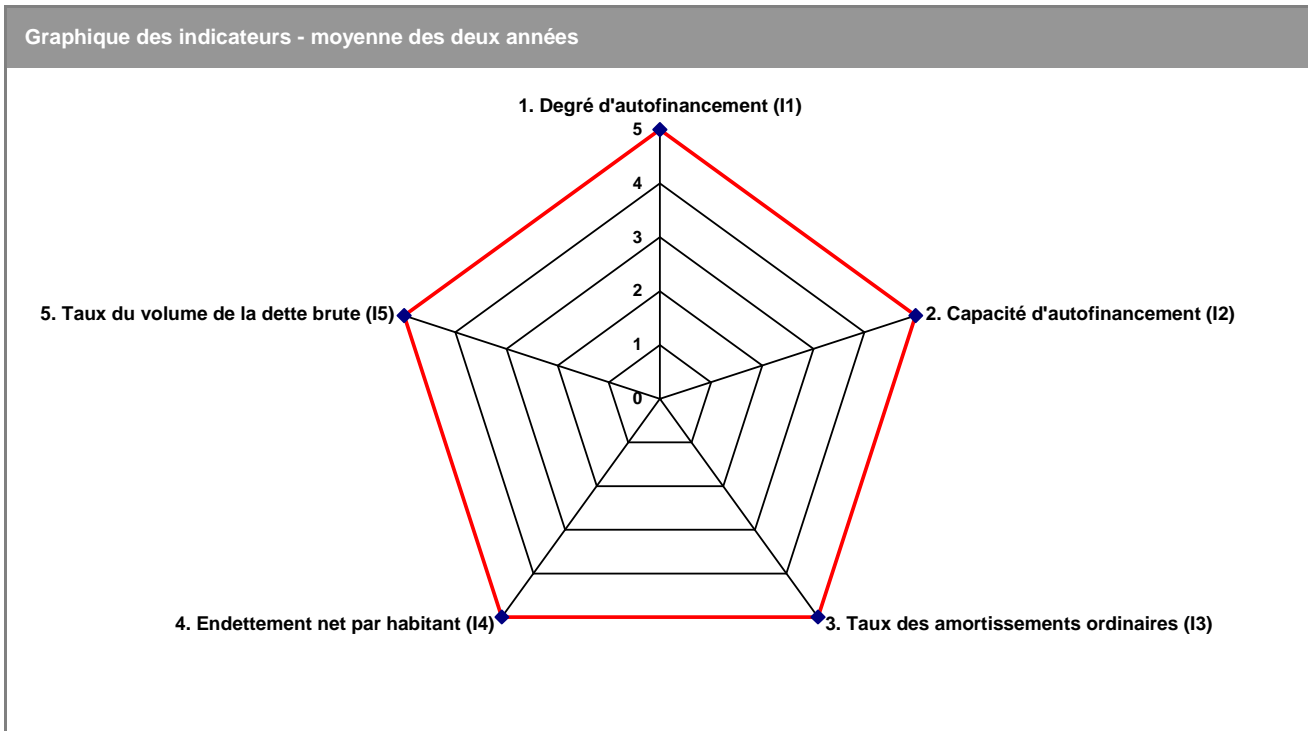 Graphique des indicateurs - moyenne des deux années
1. Degré d'autofinancement (I1)
5
4
3
5. Taux du volume de la dette brute (I5)
2. Capacité d'autofinancement (I2)
2
1
0
4. Endettement net par habitant (I4)
3. Taux des amortissements ordinaires (I3)